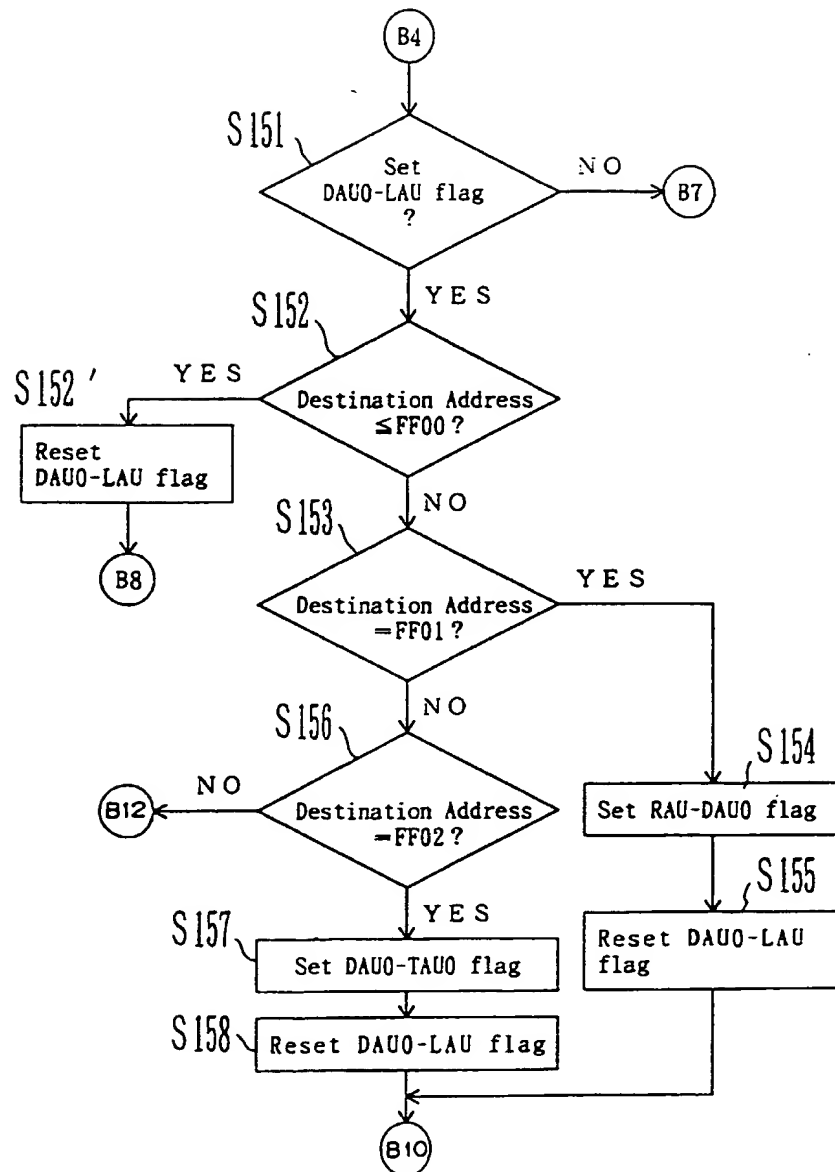 B4
S151
Set
DAU0-LAU flag
?
NO
B7
YES
S152
Destination Address
≦FF00?
YES
S152'
Reset
DAU0-LAU flag
B8
NO
S153
Destination Address
=FF01?
YES
NO
S156
Destination Address
=FF02?
NO
B12
S154
Set RAU-DAU0 flag
S155
Reset DAU0-LAU
flag
YES
S157
Set DAU0-TAU0 flag
S158
Reset DAU0-LAU flag
B10